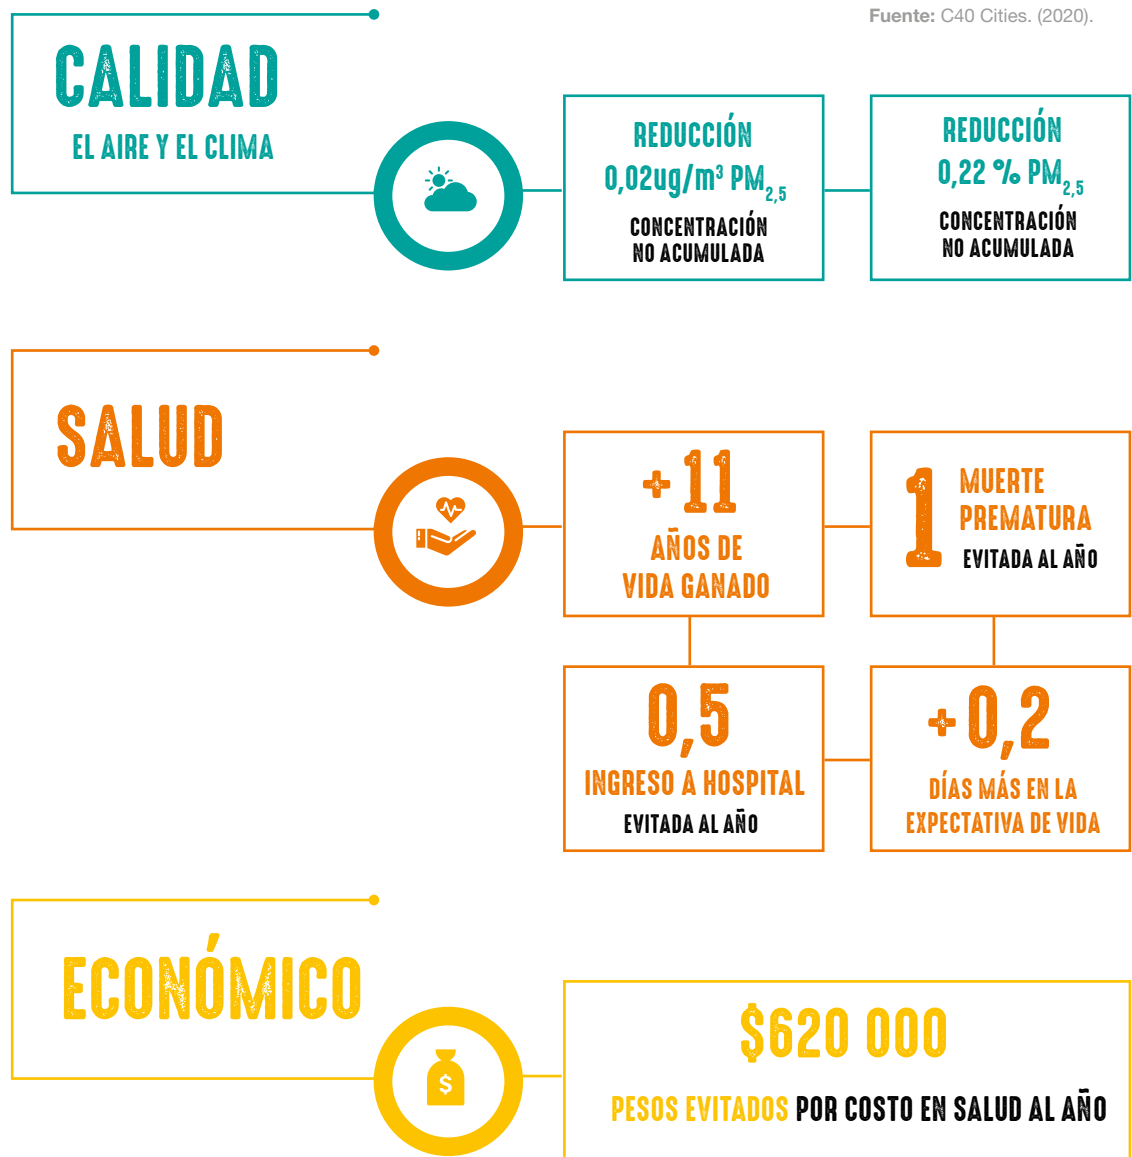 Fuente: C40 Cities. (2020).
CALIDAD
EL AIRE Y EL CLIMA
REDUCCIÓN
0,02ug/m³ PM2,5
CONCENTRACIÓN
NO ACUMULADA
REDUCCIÓN
0,22 % PM2,5
CONCENTRACIÓN
NO ACUMULADA
SALUD
+11
AÑOS DE
VIDA GANADO
1 MUERTE
PREMATURA
EVITADA AL AÑO
0,5
INGRESO A HOSPITAL
EVITADA AL AÑO
+0,2
DÍAS MÁS EN LA
EXPECTATIVA DE VIDA
ECONÓMICO
$
$620 000
PESOS EVITADOS POR COSTO EN SALUD AL AÑO